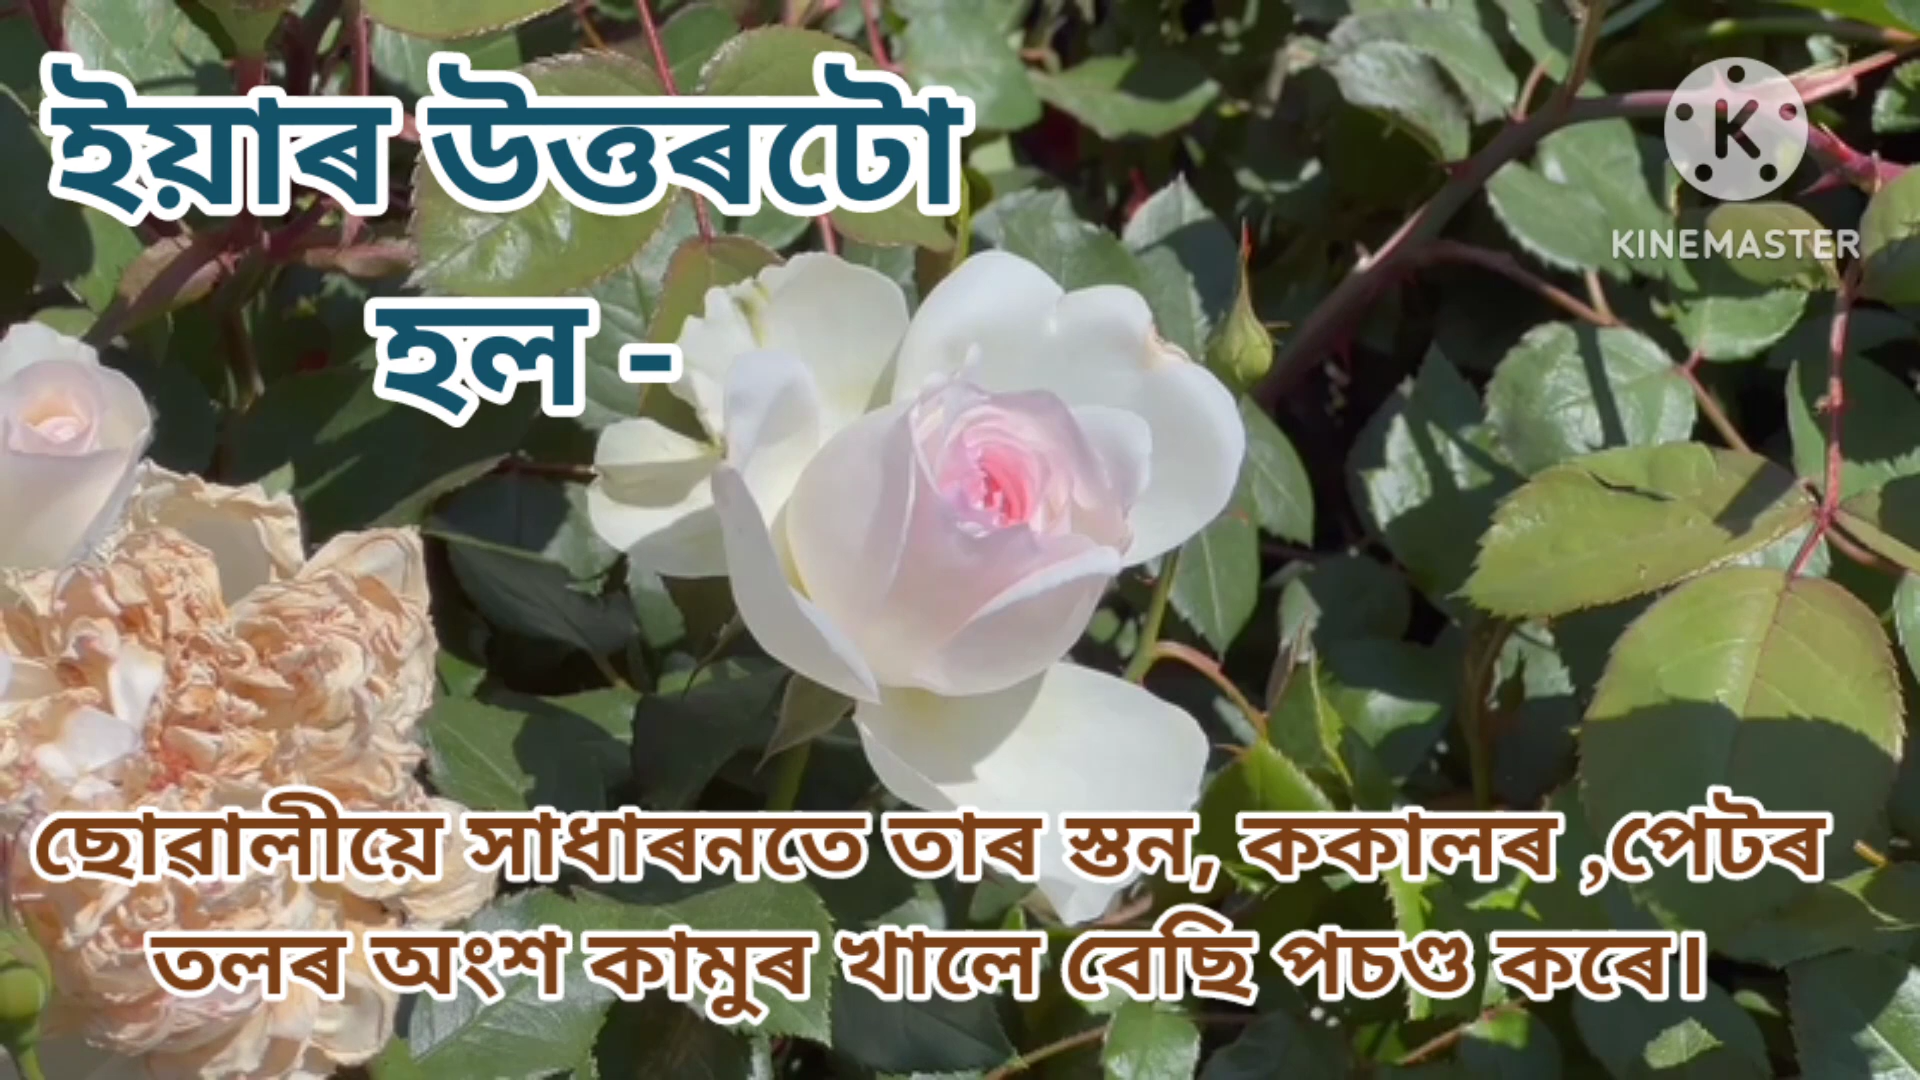 ইয়াৰ উত্তৰটো
হল -
KINEMASTER
ছোৱালীয়ে সাধাৰনতে তাৰ স্তন, ককালৰ ,পেটৰ
তলৰ অংশ কামুৰ খালে বেছি পচণ্ড কৰে।